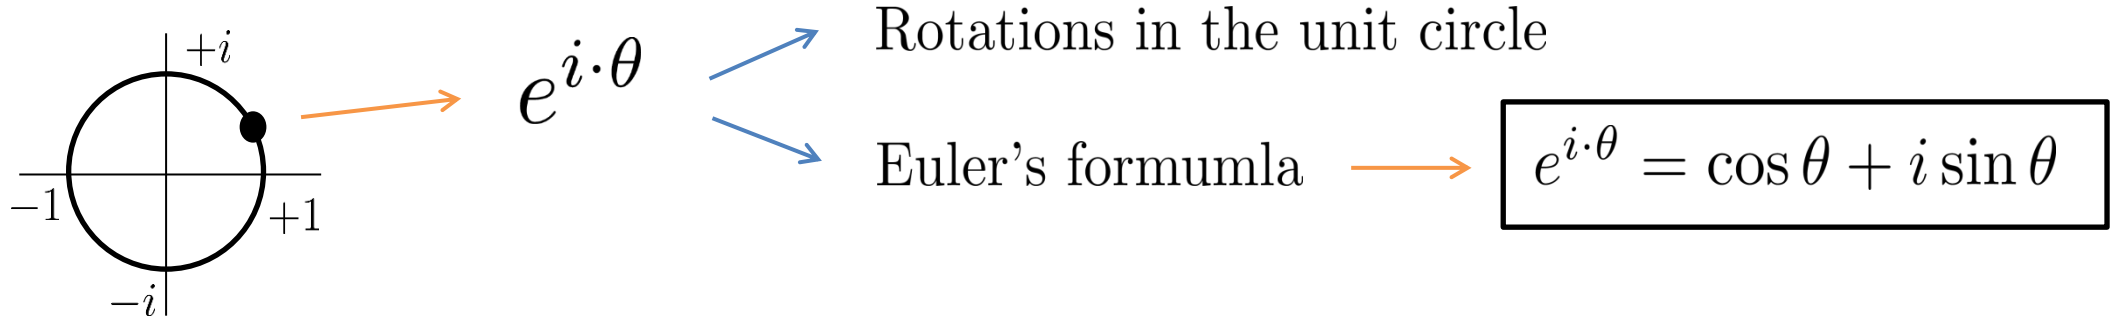 +i
-1
+1
-i
e^{i·θ}
Rotations in the unit circle
Euler's formumla
e^{i·θ} = cos θ + i sin θ